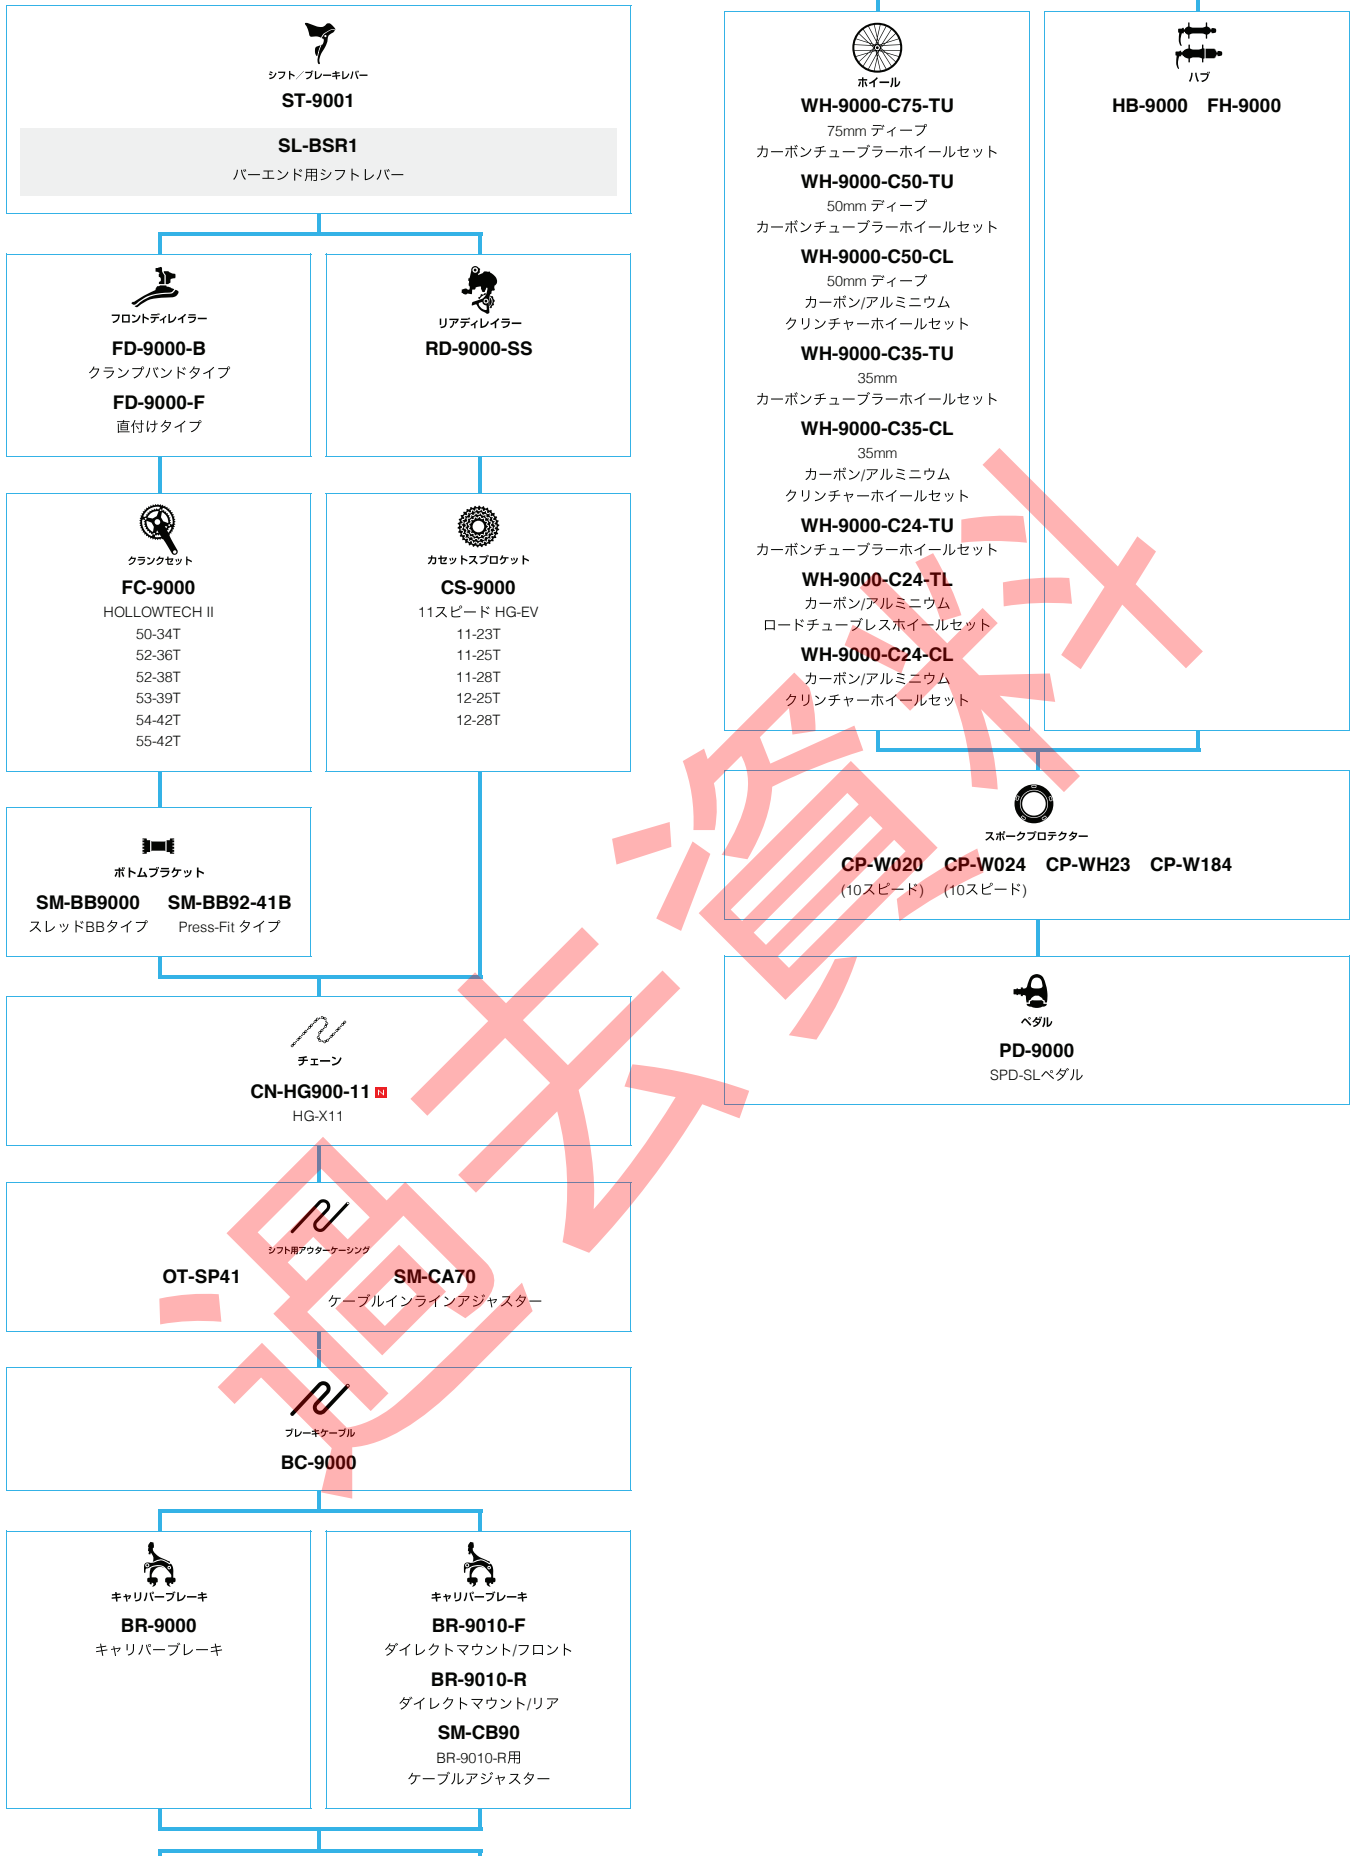 シフト／ブレーキレバー
ST-9001
SL-BSR1
バーエンド用シフトレバー
フロントディレイラー
FD-9000-B
クランプバンドタイプ
FD-9000-F
直付けタイプ
リアディレイラー
RD-9000-SS
クランクセット
FC-9000
HOLLOWTECH II
50-34T
52-36T
52-38T
53-39T
54-42T
55-42T
カセットスプロケット
CS-9000
11スピード HG-EV
11-23T
11-25T
11-28T
12-25T
12-28T
ボトムブラケット
SM-BB9000 SM-BB92-41B
スレッドBBタイプ Press-Fit タイプ
チェーン
CN-HG900-11 N
HG-X11
シフト用アウターケーシング
OT-SP41 SM-CA70
ケーブルインラインアジャスター
ブレーキケーブル
BC-9000
キャリパーブレーキ
BR-9000
キャリパーブレーキ
キャリパーブレーキ
BR-9010-F
ダイレクトマウント/フロント
BR-9010-R
ダイレクトマウント/リア
SM-CB90
BR-9010-R用
ケーブルアジャスター
ホイール
WH-9000-C75-TU
75mm ディープ
カーボンチューブラーホイールセット
WH-9000-C50-TU
50mm ディープ
カーボンチューブラーホイールセット
WH-9000-C50-CL
50mm ディープ
カーボン/アルミニウム
クリンチャーホイールセット
WH-9000-C35-TU
35mm
カーボンチューブラーホイールセット
WH-9000-C35-CL
35mm
カーボン/アルミニウム
クリンチャーホイールセット
WH-9000-C24-TU
カーボンチューブラーホイールセット
WH-9000-C24-TL
カーボン/アルミニウム
ロードチューブレスホイールセット
WH-9000-C24-CL
カーボン/アルミニウム
クリンチャーホイールセット
ハブ
HB-9000 FH-9000
スポークプロテクター
CP-W020 CP-W024 CP-WH23 CP-W184
(10スピード) (10スピード)
ペダル
PD-9000
SPD-SLペダル
過去資料